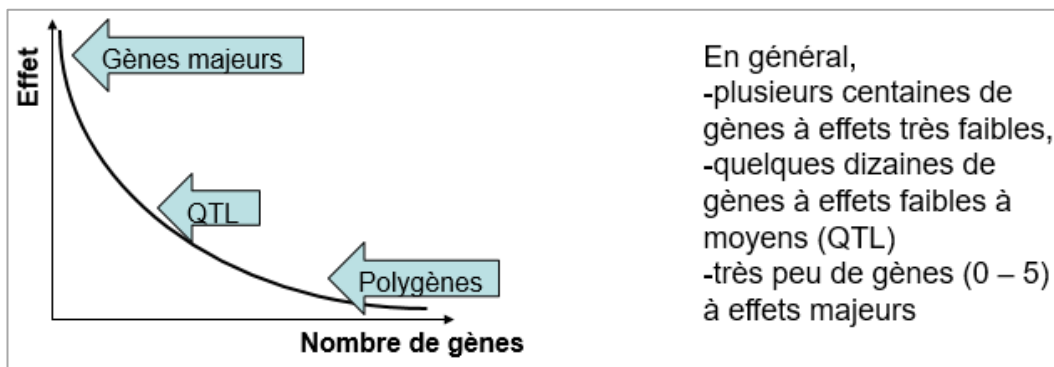 Effet
Gènes majeurs
QTL
Polygènes
Nombre de gènes
En général,
-plusieurs centaines de
gènes à effets très faibles,
-quelques dizaines de
gènes à effets faibles à
moyens (QTL)
-très peu de gènes (0 – 5)
à effets majeurs